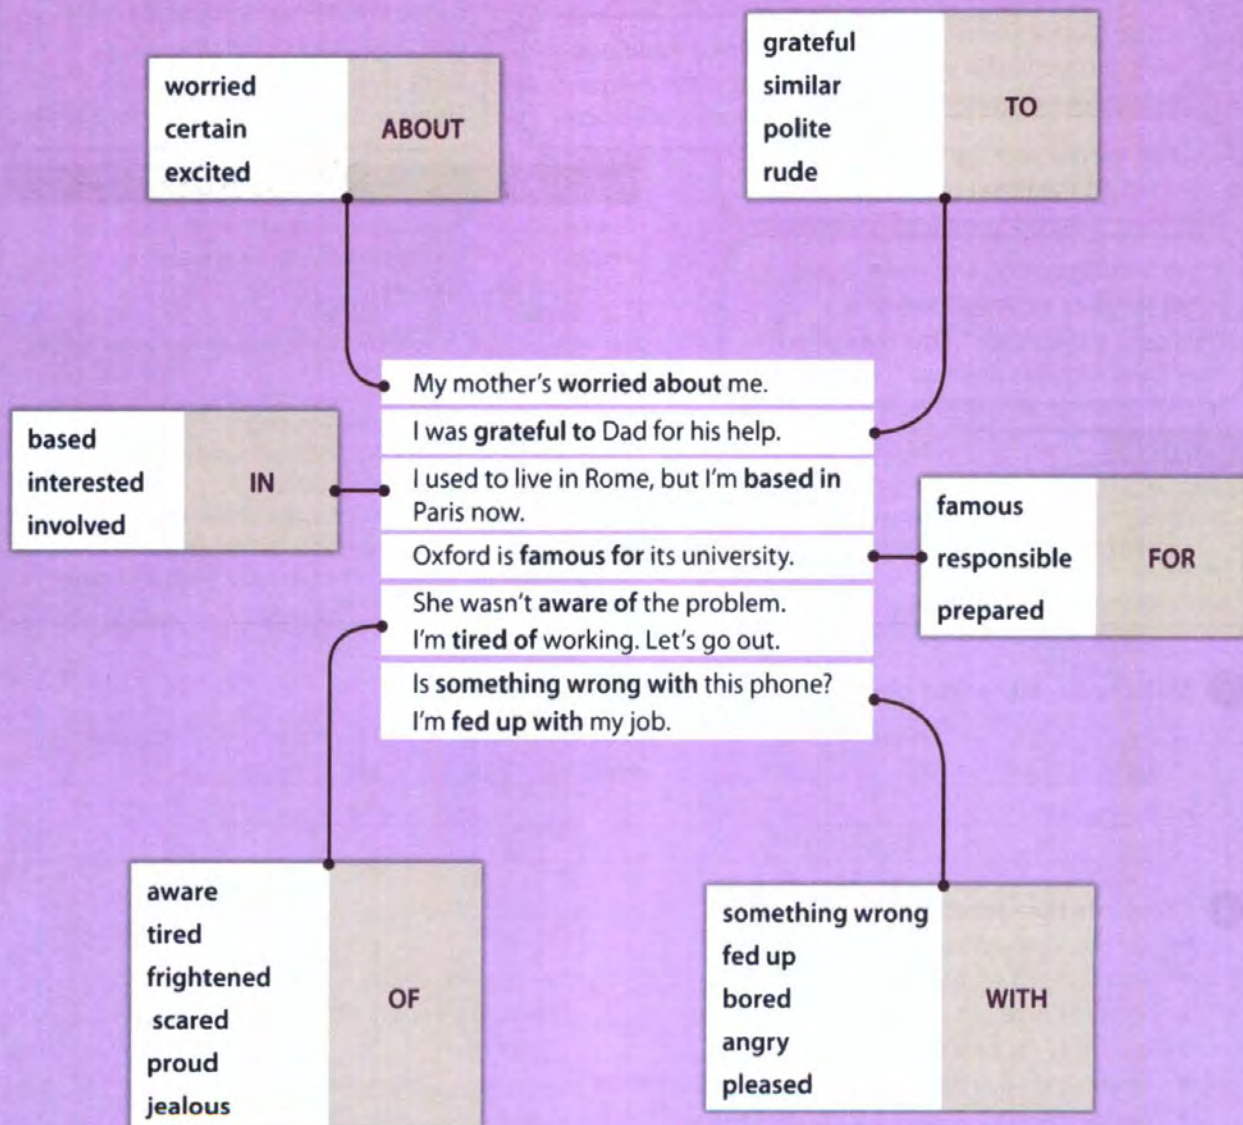 worried
certain
excited
ABOUT
grateful
similar
polite
rude
TO
My mother's worried about me.
I was grateful to Dad for his help.
I used to live in Rome, but I'm based in
Paris now.
Oxford is famous for its university.
She wasn't aware of the problem.
I'm tired of working. Let's go out.
Is something wrong with this phone?
I'm fed up with my job.
based
interested
involved
IN
famous
responsible
prepared
FOR
aware
tired
frightened
scared
proud
jealous
OF
something wrong
fed up
bored
angry
pleased
WITH